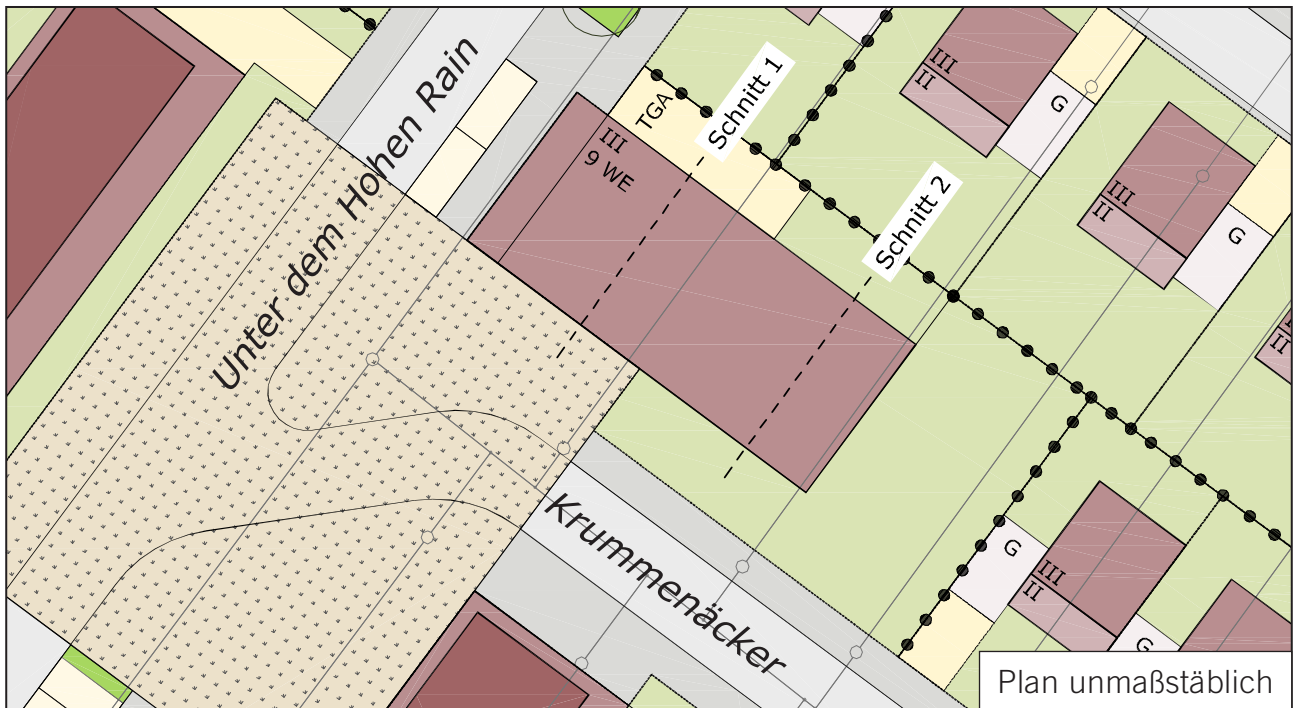 Unter dem Hohen Rain
TGA
III
9 WE
Schnitt 1
Schnitt 2
III
II
G
III
II
G
II
Krummenäcker
G
III
II
G
Plan unmaßstäblich